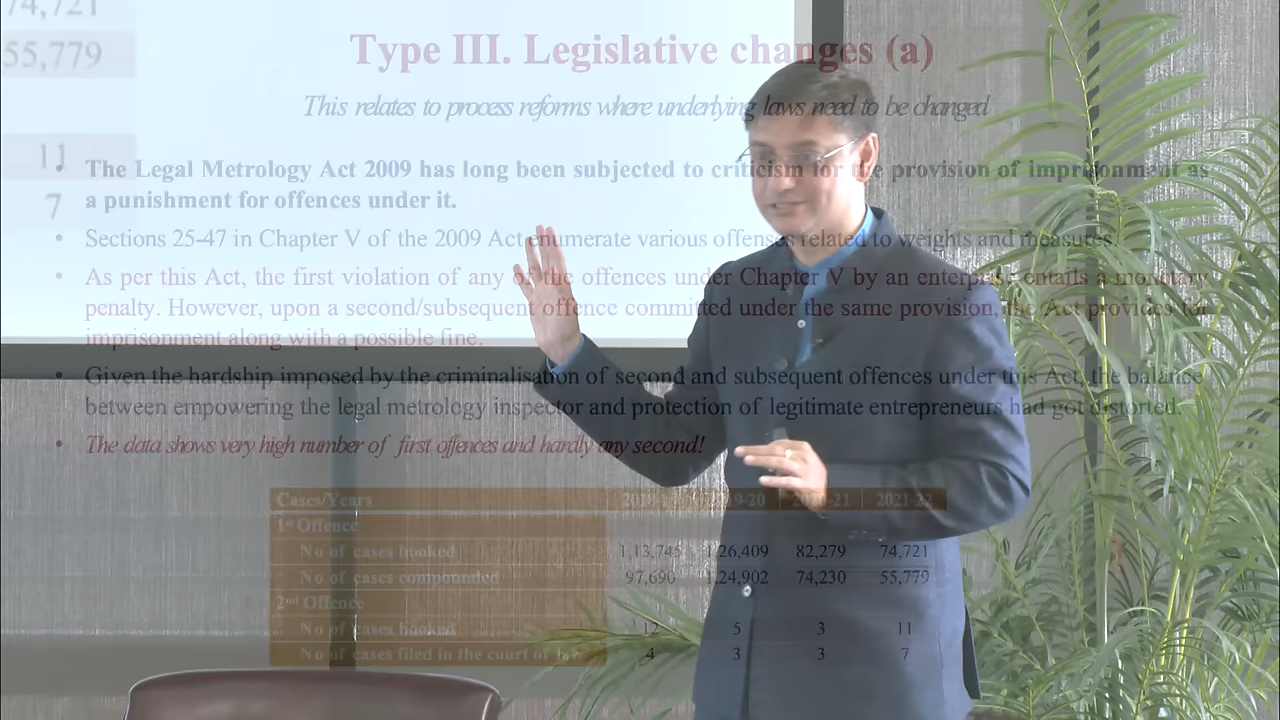 74,721
55,779
11
7
Type III. Legislative changes (a)
This relates to process reforms where underlying laws need to be changed
• The Legal Metrology Act 2009 has long been subjected to criticism for the provision of imprisonment as
a punishment for offences under it.
• Sections 25-47 in Chapter V of the 2009 Act enumerate various offenses related to weights and measures.
• As per this Act, the first violation of any of the offences under Chapter V by an enterprise entails a monetary
penalty. However, upon a second/subsequent offence committed under the same provision, the Act provides for
imprisonment along with a possible fine.
• Given the hardship imposed by the criminalisation of second and subsequent offences under this Act, the balance
between empowering the legal metrology inspector and protection of legitimate entrepreneurs had got distorted.
• The data shows very high number of first offences and hardly any second!
Cases/Years 2018-19 2019-20 2020-21 2021-22
1st Offence
No of cases booked 1,13,745 1,26,409 82,279 74,721
No of cases compounded 97,690 1,24,902 74,230 55,779
2nd Offence
No of cases booked 12 5 3 11
No of cases filed in the court of law 4 3 3 7